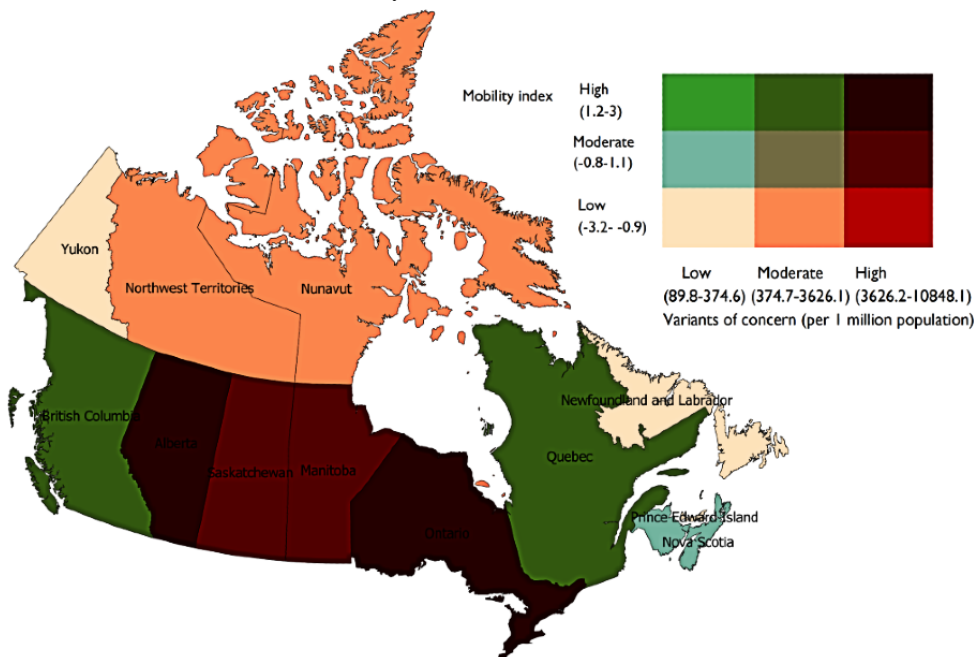 Mobility index
High
(1.2-3)
Moderate
(-0.8-1.1)
Low
(-3.2- -0.9)
Low Moderate High
(89.8-374.6) (374.7-3626.1) (3626.2-10848.1)
Variants of concern (per 1 million population)
Yukon
Northwest Territories
Nunavut
British Columbia
Alberta
Saskatchewan
Manitoba
Ontario
Quebec
Newfoundland and Labrador
Prince Edward Island
Nova Scotia